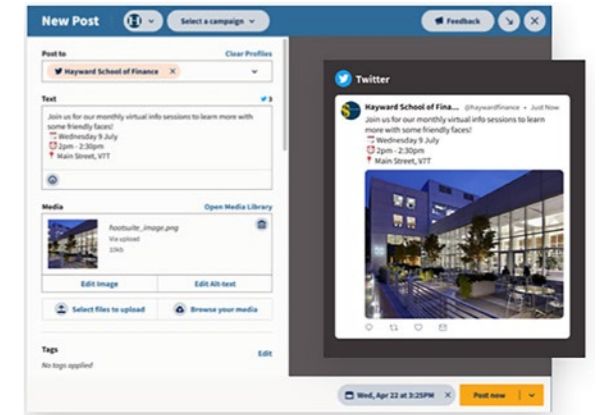 New Post
Select a campaign
Feedback
Post to
Clear Profiles
Hayward School of Finance
Text
3
Join us for our monthly virtual info sessions to learn more with
some friendly faces!
Wednesday 9 July
2pm - 2:30pm
Main Street, V7T
Media
Open Media Library
footsuite_image.png
Via upload
Edit Image
Edit Alt-text
Select files to upload
Browse your media
Tags
Edit
No tags applied
Twitter
Hayward School of Fina... @haywardfinance • Just Now
Join us for our monthly virtual info sessions to learn
more with some friendly faces!
Wednesday 9 July
2pm - 2:30pm
Main Street, V7T
Wed, Apr 22 at 3:25PM
Post now